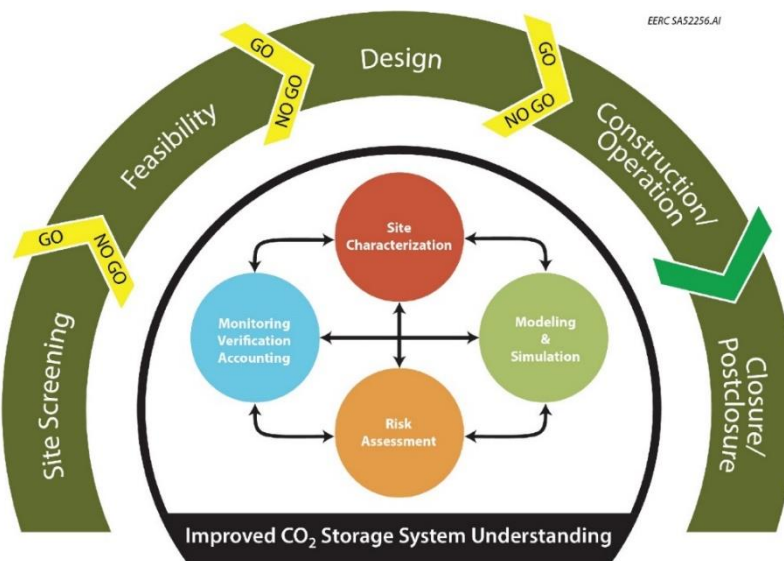 EERC SA52256.AI
Site Screening
GO
NO GO
Feasibility
GO
NO GO
Design
GO
NO GO
Construction/
Operation
Closure/
Postclosure
Site
Characterization
Monitoring
Verification
Accounting
Modeling
&
Simulation
Risk
Assessment
Improved CO₂ Storage System Understanding